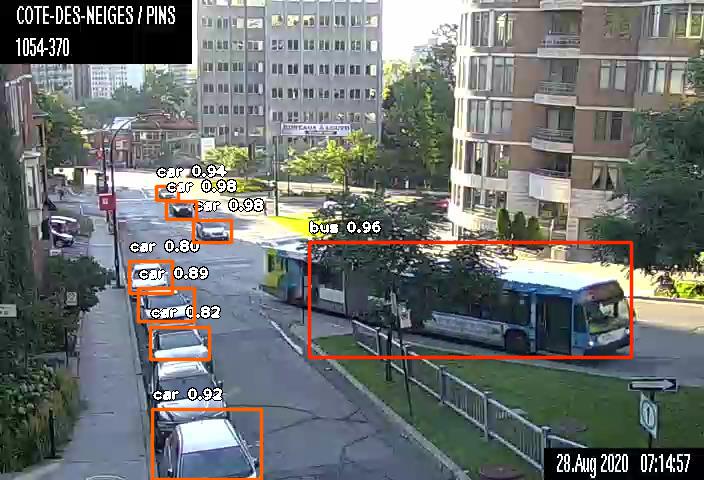 COTE-DES-NEIGES / PINS
1054-370
car 0.94
car 0.98
car 0.98
bus 0.96
car 0.80
car 0.89
car 0.82
car 0.92
28.Aug 2020 07:14:57